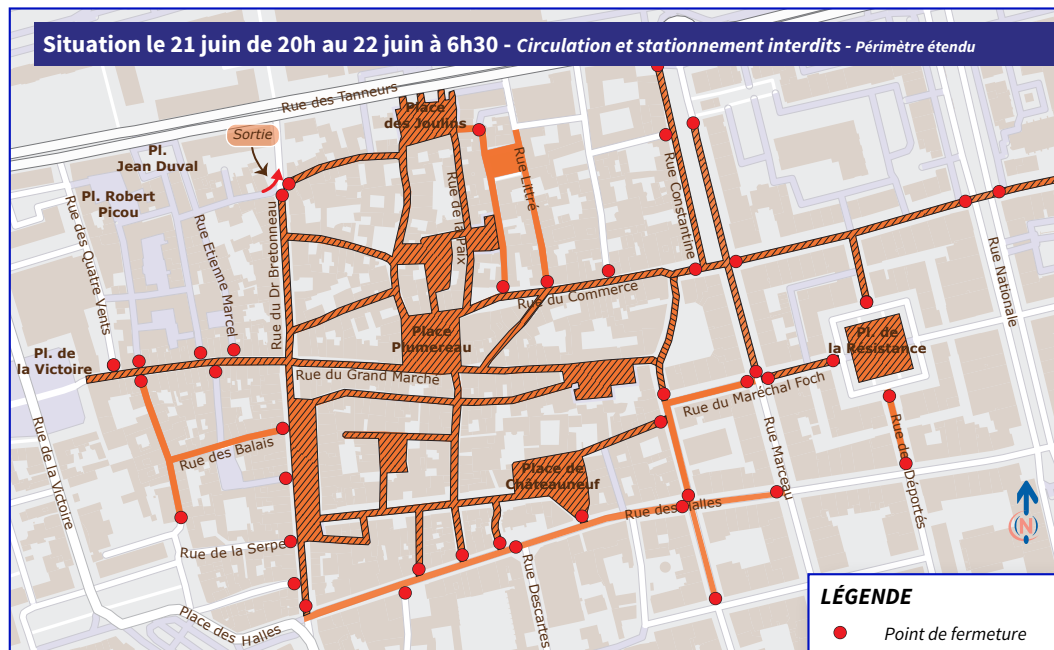 Situation le 21 juin de 20h au 22 juin à 6h30 - Circulation et stationnement interdits - Périmètre étendu
Rue des Tanneurs
Place
des Joulins
Sortie
Pl.
Jean Duval
Pl. Robert
Picou
Rue des Quatre Vents
Rue Etienne Marcel
Rue du Dr Bretonneau
Rue de la Paix
Rue Littré
Rue Constantine
Rue Nationale
Rue du Commerce
Place
Plumereau
Pl. de
la Victoire
Rue du Grand Marche
Pl. de
la Résistance
Rue du Maréchal Foch
Rue de la Victoire
Rue des Balais
Place de
Châteauneuf
Rue Marceau
Rue des Déportés
Rue des Halles
Rue de la Serpe
Rue Descartes
Place des Halles
N
LÉGENDE
Point de fermeture